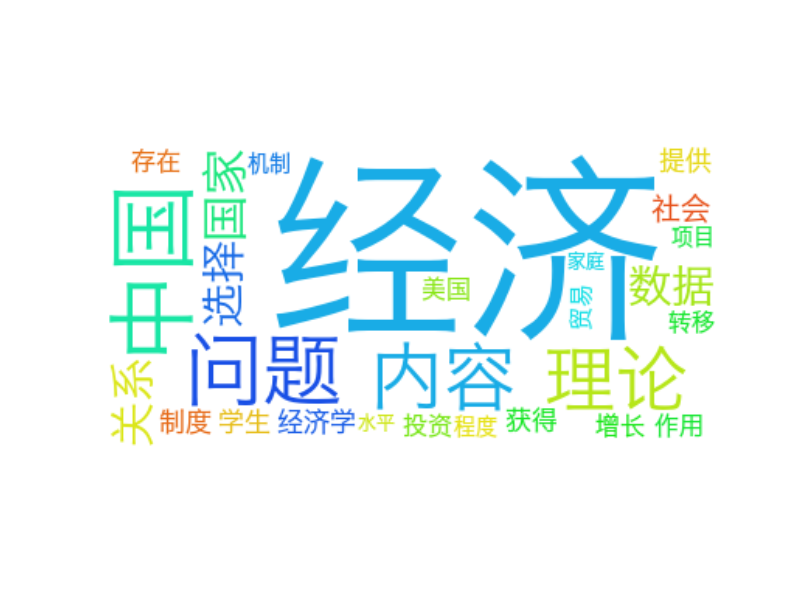 存在
机制
提供
国家
经济
中国
社会
项目
选择
家庭
美国
数据
贸易
转移
问题
内容
理论
关系
制度
学生
经济学
水平
投资
程度
获得
增长
作用